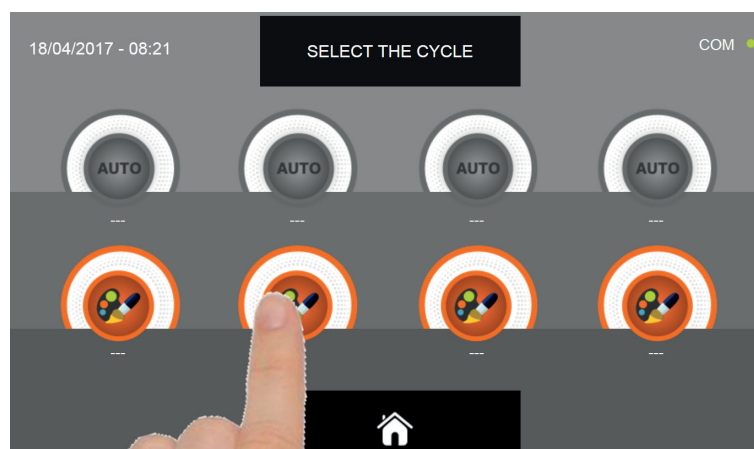 18/04/2017 - 08:21
SELECT THE CYCLE
COM
AUTO AUTO AUTO AUTO
--- --- --- ---
--- --- --- ---